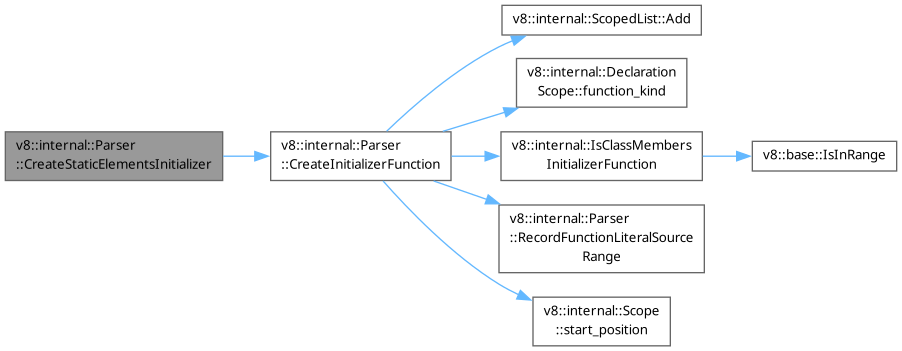 v8::internal::Parser
::CreateStaticElementsInitializer
v8::internal::Parser
::CreateInitializerFunction
v8::internal::ScopedList::Add
v8::internal::Declaration
Scope::function_kind
v8::internal::IsClassMembers
InitializerFunction
v8::base::IsInRange
v8::internal::Parser
::RecordFunctionLiteralSource
Range
v8::internal::Scope
::start_position